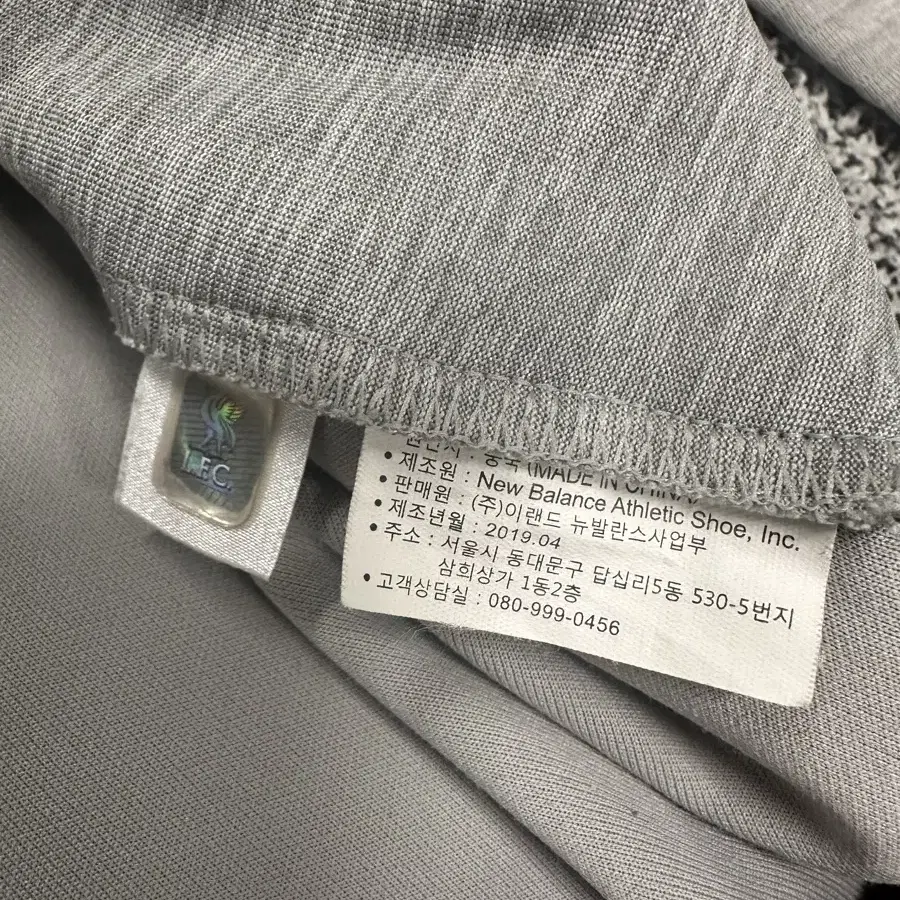 L.F.C.
중국 (MADE IN CHINA)
• 제조원 : New Balance Athletic Shoe, Inc.
• 판매원 : (주)이랜드 뉴발란스사업부
• 제조년월 : 2019.04
• 주소 : 서울시 동대문구 답십리5동 530-5번지
삼희상가 1동2층
• 고객상담실 : 080-999-0456